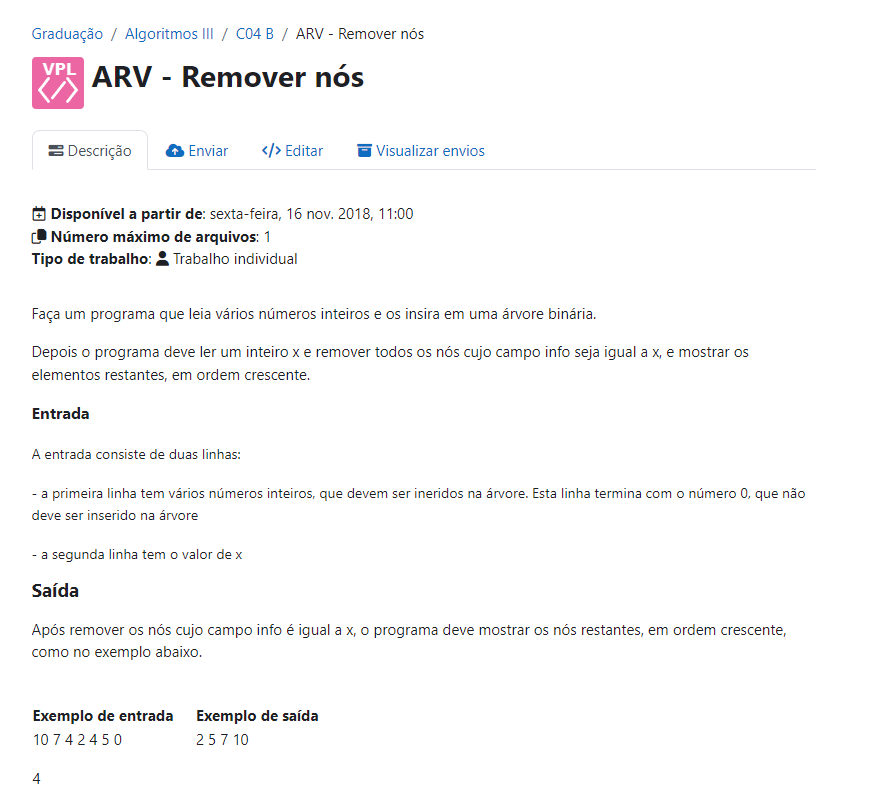 Graduação / Algoritmos III / C04 B / ARV - Remover nós
VPL
</>
ARV - Remover nós
Descrição
Enviar
</> Editar
Visualizar envios
Disponível a partir de: sexta-feira, 16 nov. 2018, 11:00
Número máximo de arquivos: 1
Tipo de trabalho: Trabalho individual
Faça um programa que leia vários números inteiros e os insira em uma árvore binária.
Depois o programa deve ler um inteiro x e remover todos os nós cujo campo info seja igual a x, e mostrar os
elementos restantes, em ordem crescente.
Entrada
A entrada consiste de duas linhas:
- a primeira linha tem vários números inteiros, que devem ser ineridos na árvore. Esta linha termina com o número 0, que não
deve ser inserido na árvore
- a segunda linha tem o valor de x
Saída
Após remover os nós cujo campo info é igual a x, o programa deve mostrar os nós restantes, em ordem crescente,
como no exemplo abaixo.
Exemplo de entrada Exemplo de saída
10 7 4 2 4 5 0 2 5 7 10
4